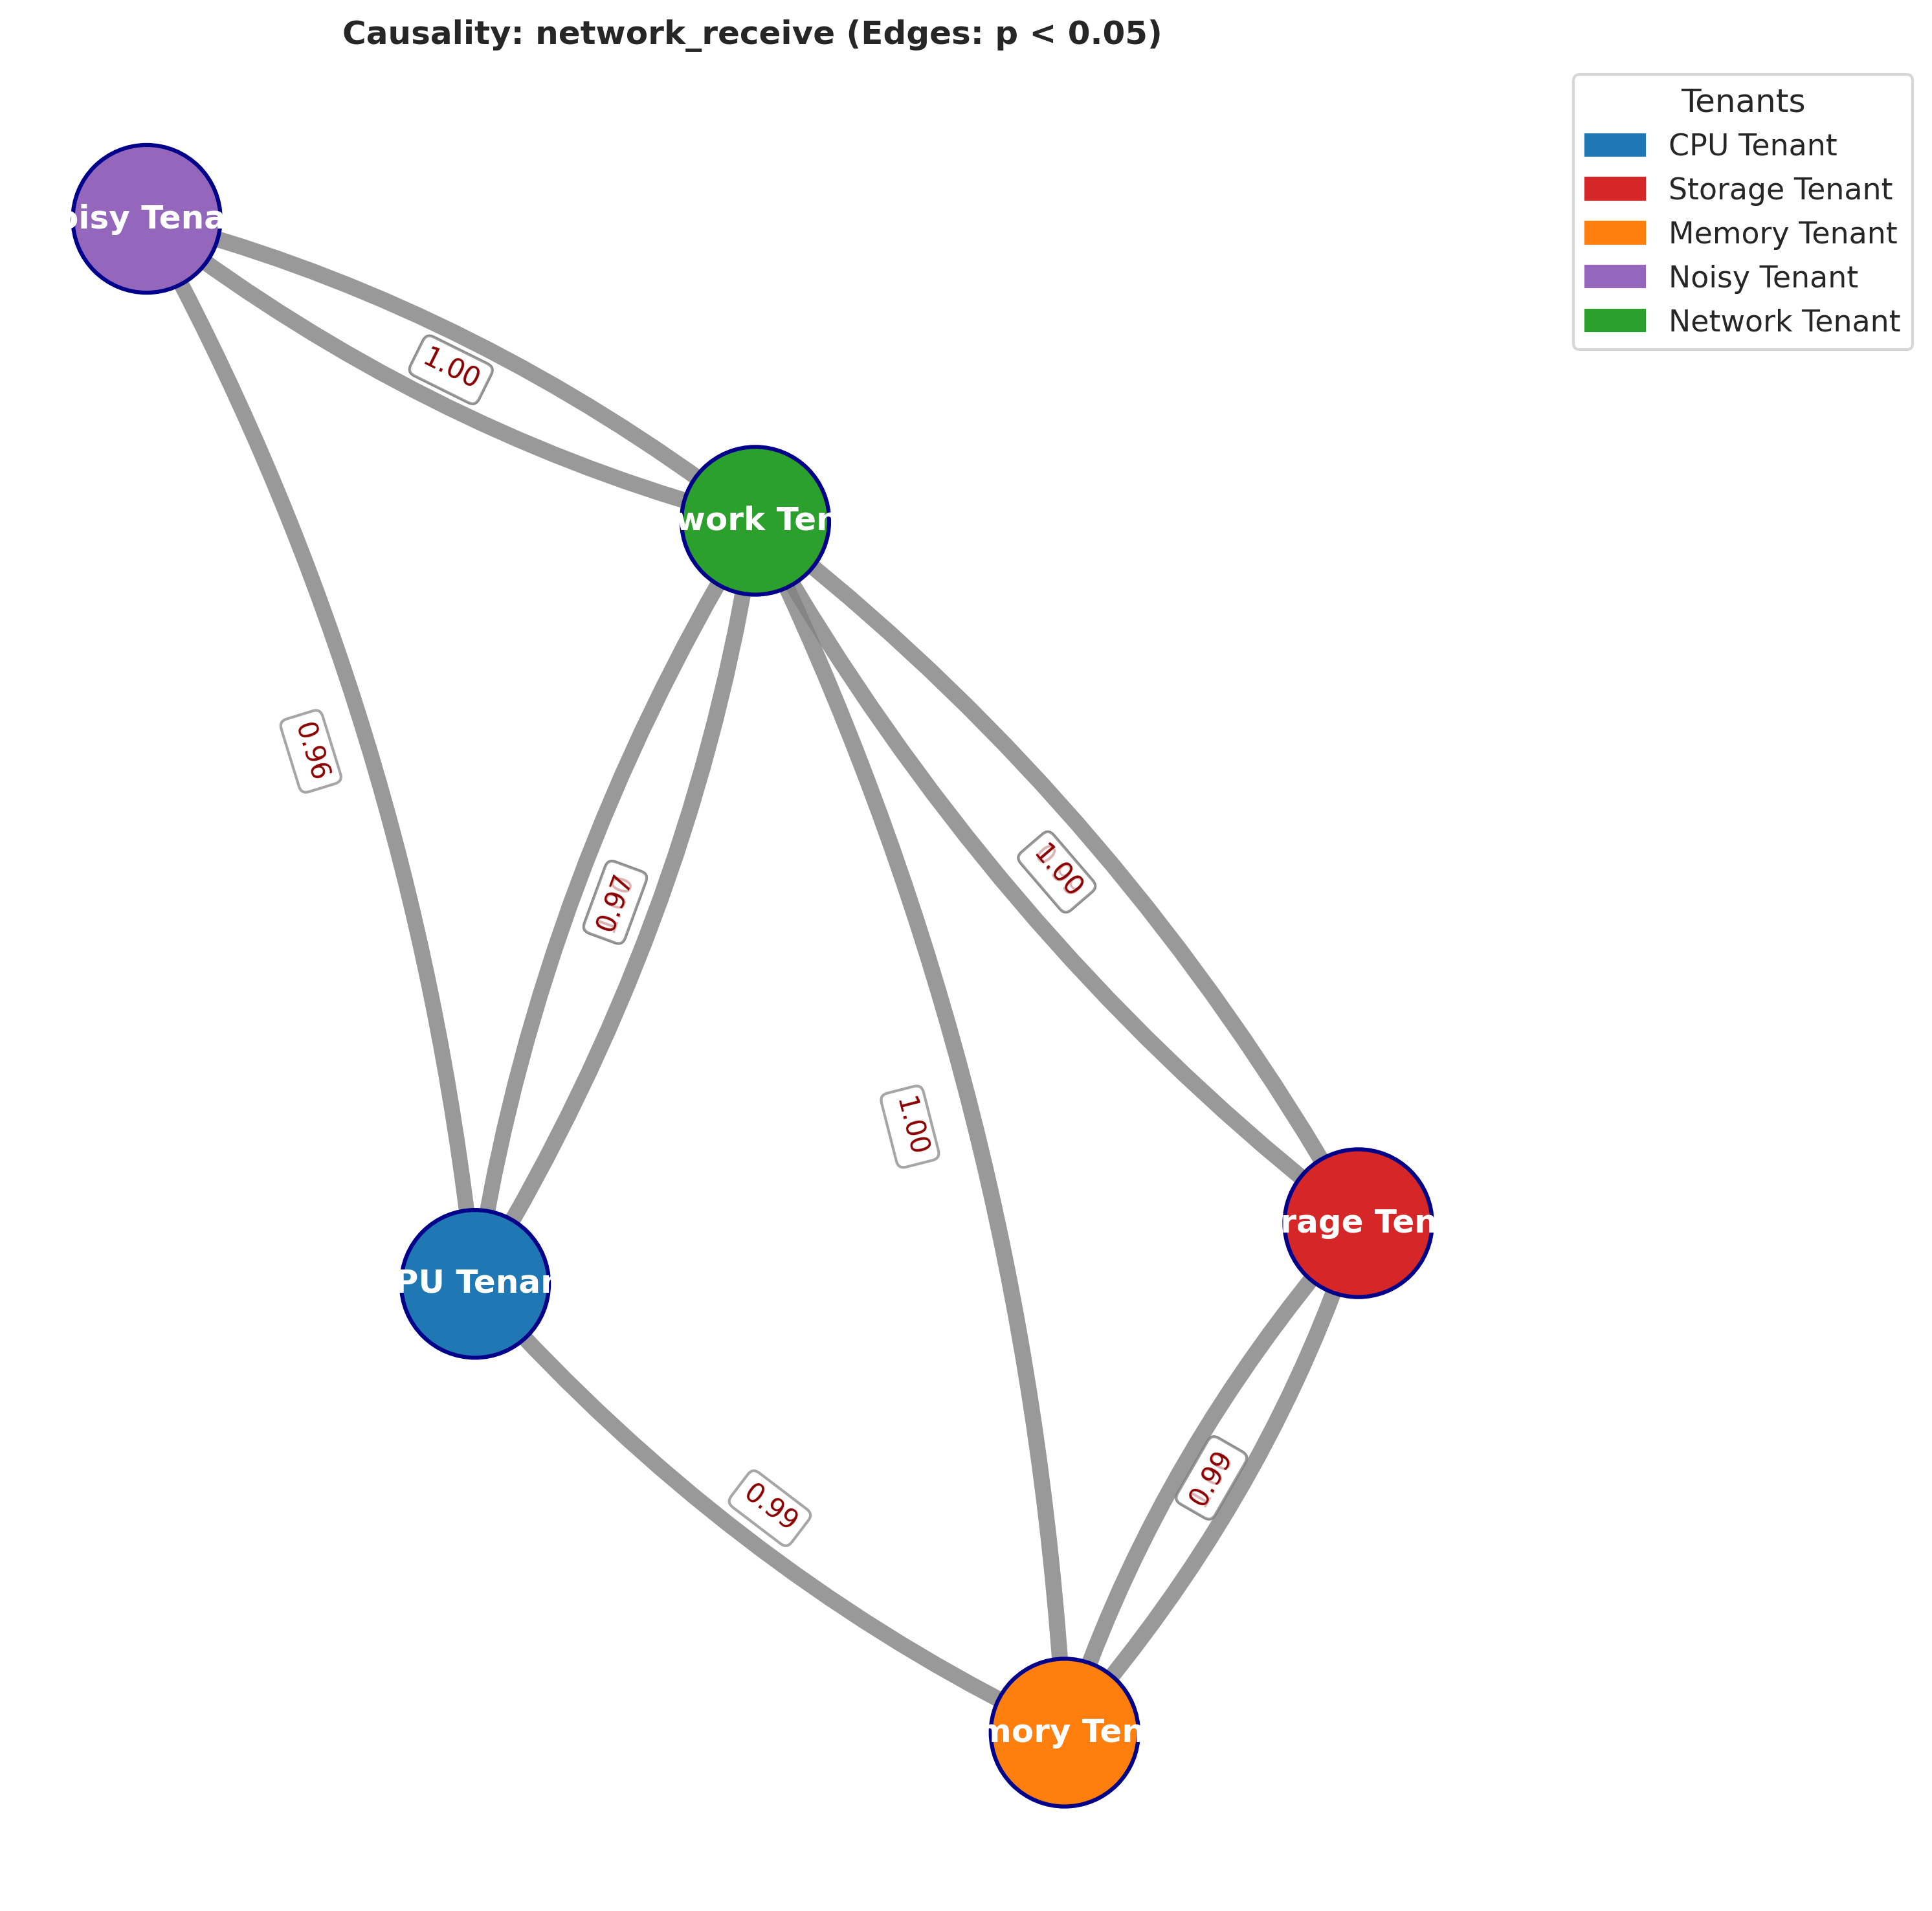 Causality: network_receive (Edges: p < 0.05)
Tenants
CPU Tenant
Storage Tenant
Memory Tenant
Noisy Tenant
Network Tenant
oisy Tena
1.00
work Ten
0.96
0.97
1.00
1.00
rage Ten
PU Tenan
0.99
0.99
mory Ten